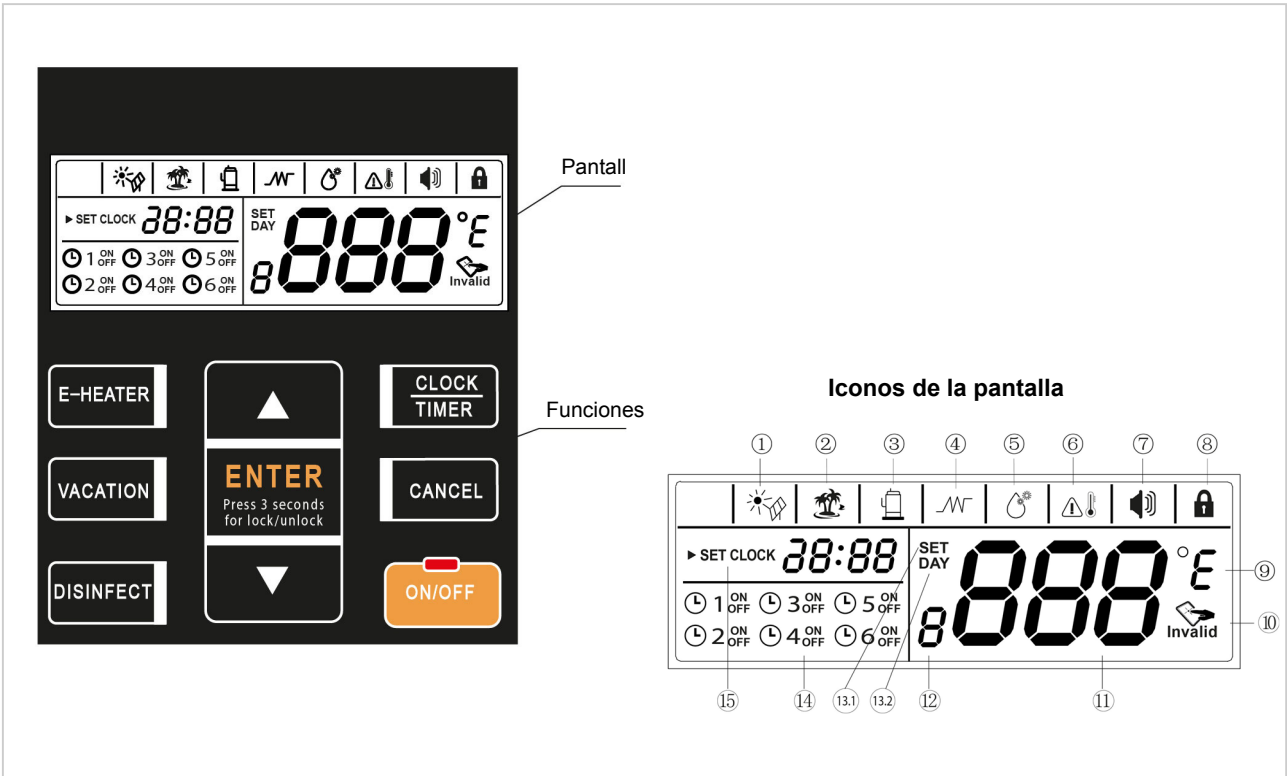 Pantall
SET CLOCK 38:88
SET
DAY
888
°E
1 ON OFF 3 ON OFF 5 ON OFF
2 ON OFF 4 ON OFF 6 ON OFF
8
Invalid
E-HEATER
CLOCK
TIMER
Funciones
VACATION
ENTER
Press 3 seconds
for lock/unlock
CANCEL
DISINFECT
ON/OFF
Iconos de la pantalla
① ② ③ ④ ⑤ ⑥ ⑦ ⑧
SET CLOCK 38:88
SET
DAY
888
°E
⑨
1 ON OFF 3 ON OFF 5 ON OFF
2 ON OFF 4 ON OFF 6 ON OFF
8
Invalid
⑩
⑮ ⑭ 13.1 13.2 ⑫ ⑪